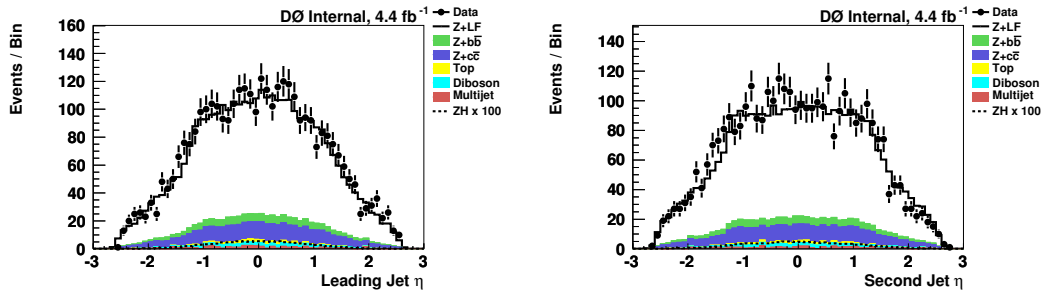 DØ Internal, 4.4 fb⁻¹
Events / Bin
160
140
120
100
80
60
40
20
0
-3 -2 -1 0 1 2 3
Leading Jet η
Data
Z+LF
Z+bb̅
Z+cc̅
Top
Diboson
Multijet
ZH x 100
DØ Internal, 4.4 fb⁻¹
Events / Bin
140
120
100
80
60
40
20
0
-3 -2 -1 0 1 2 3
Second Jet η
Data
Z+LF
Z+bb̅
Z+cc̅
Top
Diboson
Multijet
ZH x 100